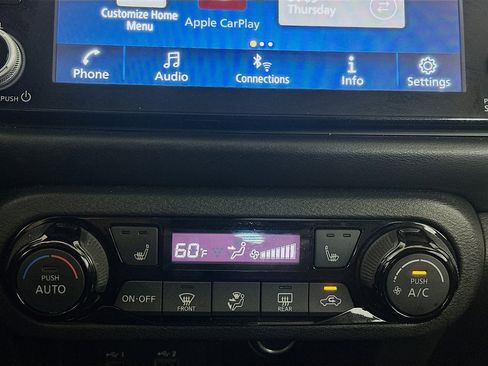 Customize Home
Menu
Apple CarPlay
Thursday
Phone
Audio
Connections
Info
Settings
PUSH
60°F
PUSH
AUTO
ON·OFF
FRONT
REAR
PUSH
A/C